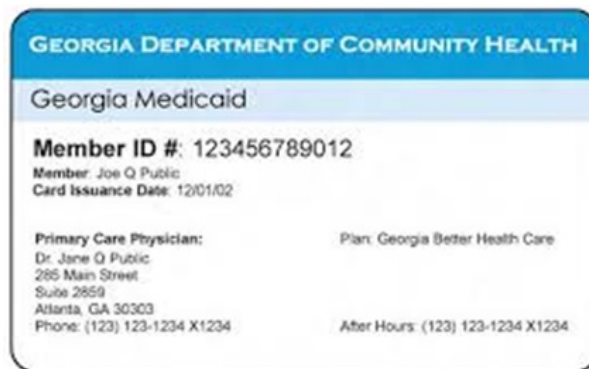 GEORGIA DEPARTMENT OF COMMUNITY HEALTH
Georgia Medicaid
Member ID #: 123456789012
Member: Joe Q Public
Card Issuance Date: 12/01/02
Primary Care Physician:
Dr. Jane Q Public
285 Main Street
Suite 2859
Atlanta, GA 30303
Phone: (123) 123-1234 X1234
Plan: Georgia Better Health Care
After Hours: (123) 123-1234 X1234